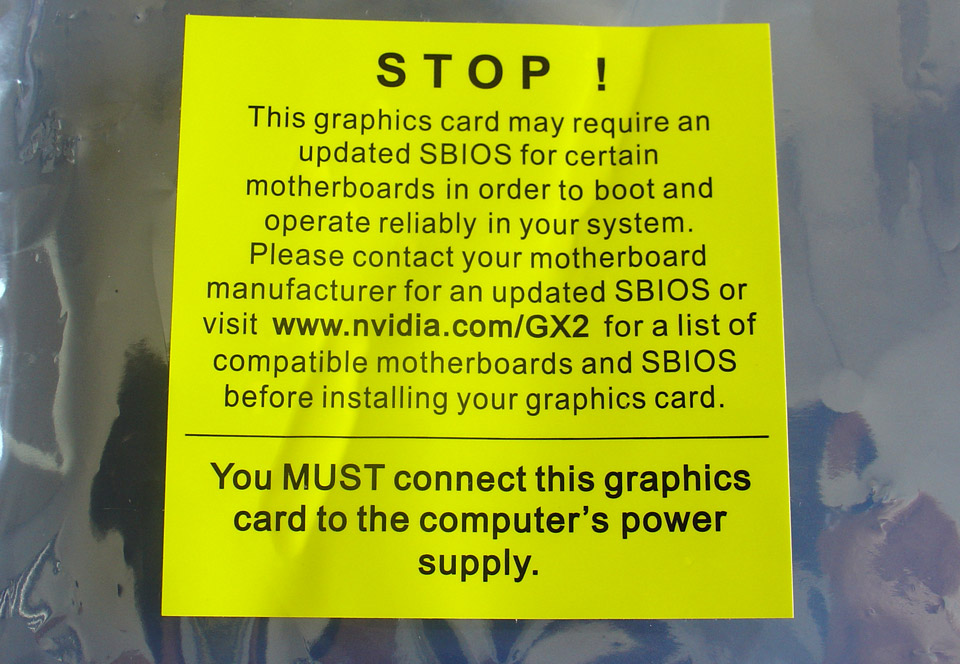 STOP !
This graphics card may require an
updated SBIOS for certain
motherboards in order to boot and
operate reliably in your system.
Please contact your motherboard
manufacturer for an updated SBIOS or
visit www.nvidia.com/GX2 for a list of
compatible motherboards and SBIOS
before installing your graphics card.
You MUST connect this graphics
card to the computer’s power
supply.